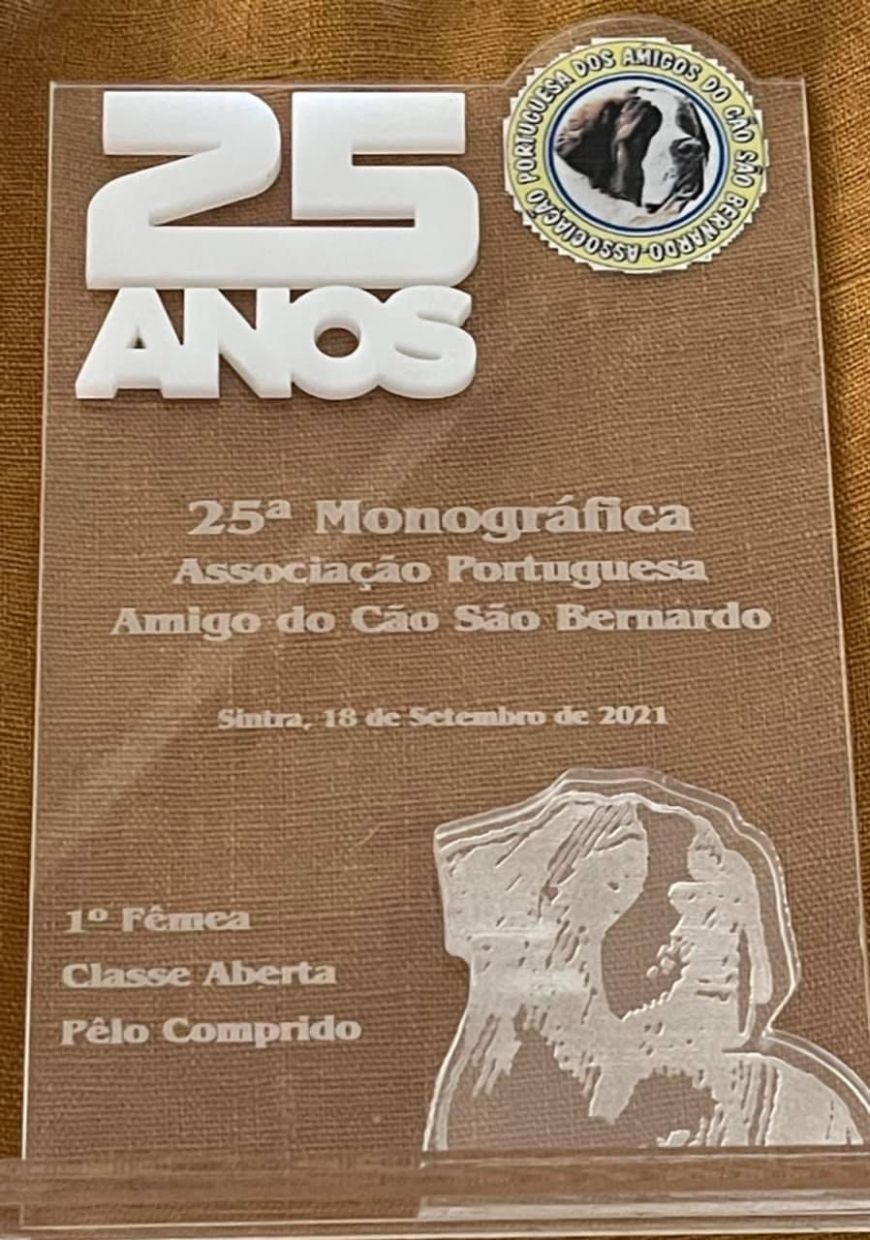 25
ANOS
ASSOCIAÇÃO PORTUGUESA DOS AMIGOS DO CÃO SÃO BERNARDO-
25ª Monográfica
Associação Portuguesa
Amigo do Cão São Bernardo
Sintra, 18 de Setembro de 2021
1º Fêmea
Classe Aberta
Pêlo Comprido